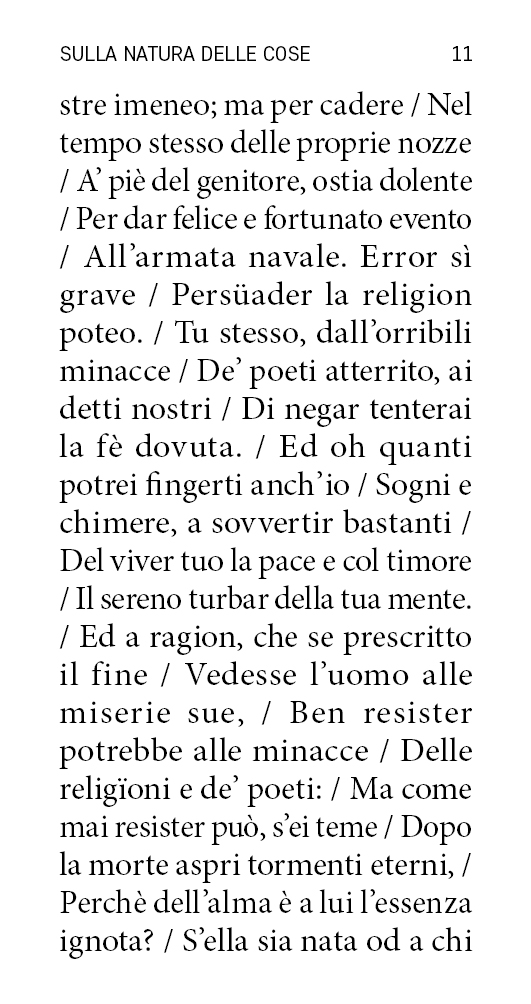 SULLA NATURA DELLE COSE 11
stre imeneo; ma per cadere / Nel
tempo stesso delle proprie nozze
/ A’ piè del genitore, ostia dolente
/ Per dar felice e fortunato evento
/ All’armata navale. Error sì
grave / Persüader la religion
poteo. / Tu stesso, dall’orribili
minacce / De’ poeti atterrito, ai
detti nostri / Di negar tenterai
la fè dovuta. / Ed oh quanti
potrei fingerti anch’io / Sogni e
chimere, a sovvertir bastanti /
Del viver tuo la pace e col timore
/ Il sereno turbar della tua mente.
/ Ed a ragion, che se prescritto
il fine / Vedesse l’uomo alle
miserie sue, / Ben resister
potrebbe alle minacce / Delle
religïoni e de’ poeti: / Ma come
mai resister può, s’ei teme / Dopo
la morte aspri tormenti eterni, /
Perchè dell’alma è a lui l’essenza
ignota? / S’ella sia nata od a chi